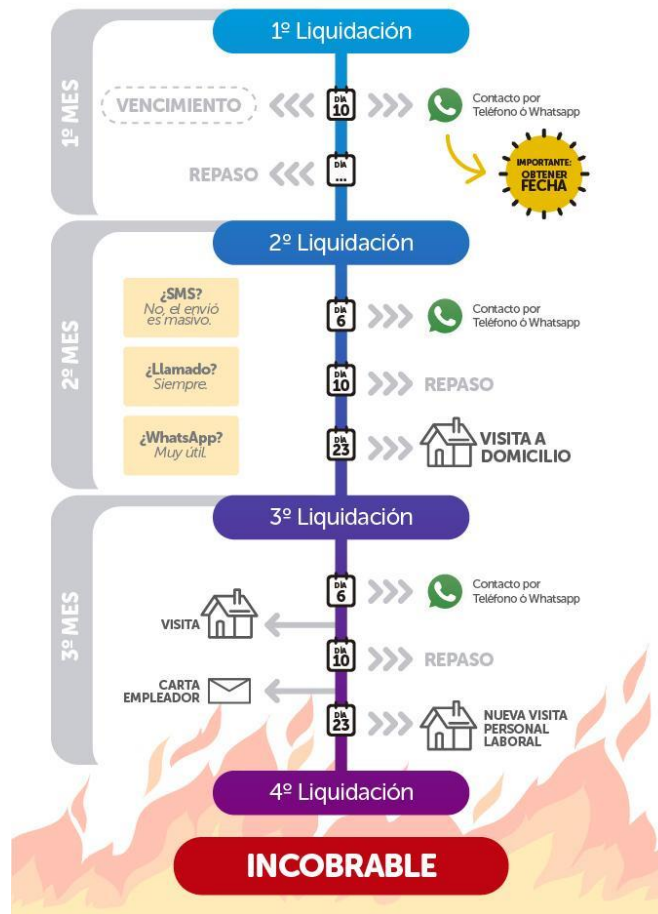 1º Liquidación
1º MES
VENCIMIENTO
DÍA
10
Contacto por
Teléfono ó Whatsapp
IMPORTANTE:
OBTENER
FECHA
REPASO
DÍA
...
2º Liquidación
2º MES
¿SMS?
No, el envió
es masivo.
DÍA
6
Contacto por
Teléfono ó Whatsapp
¿Llamado?
Siempre.
DÍA
10
REPASO
¿WhatsApp?
Muy útil.
DÍA
23
VISITA A
DOMICILIO
3º Liquidación
3º MES
DÍA
6
Contacto por
Teléfono ó Whatsapp
VISITA
DÍA
10
REPASO
CARTA
EMPLEADOR
DÍA
23
NUEVA VISITA
PERSONAL
LABORAL
4º Liquidación
INCOBRABLE